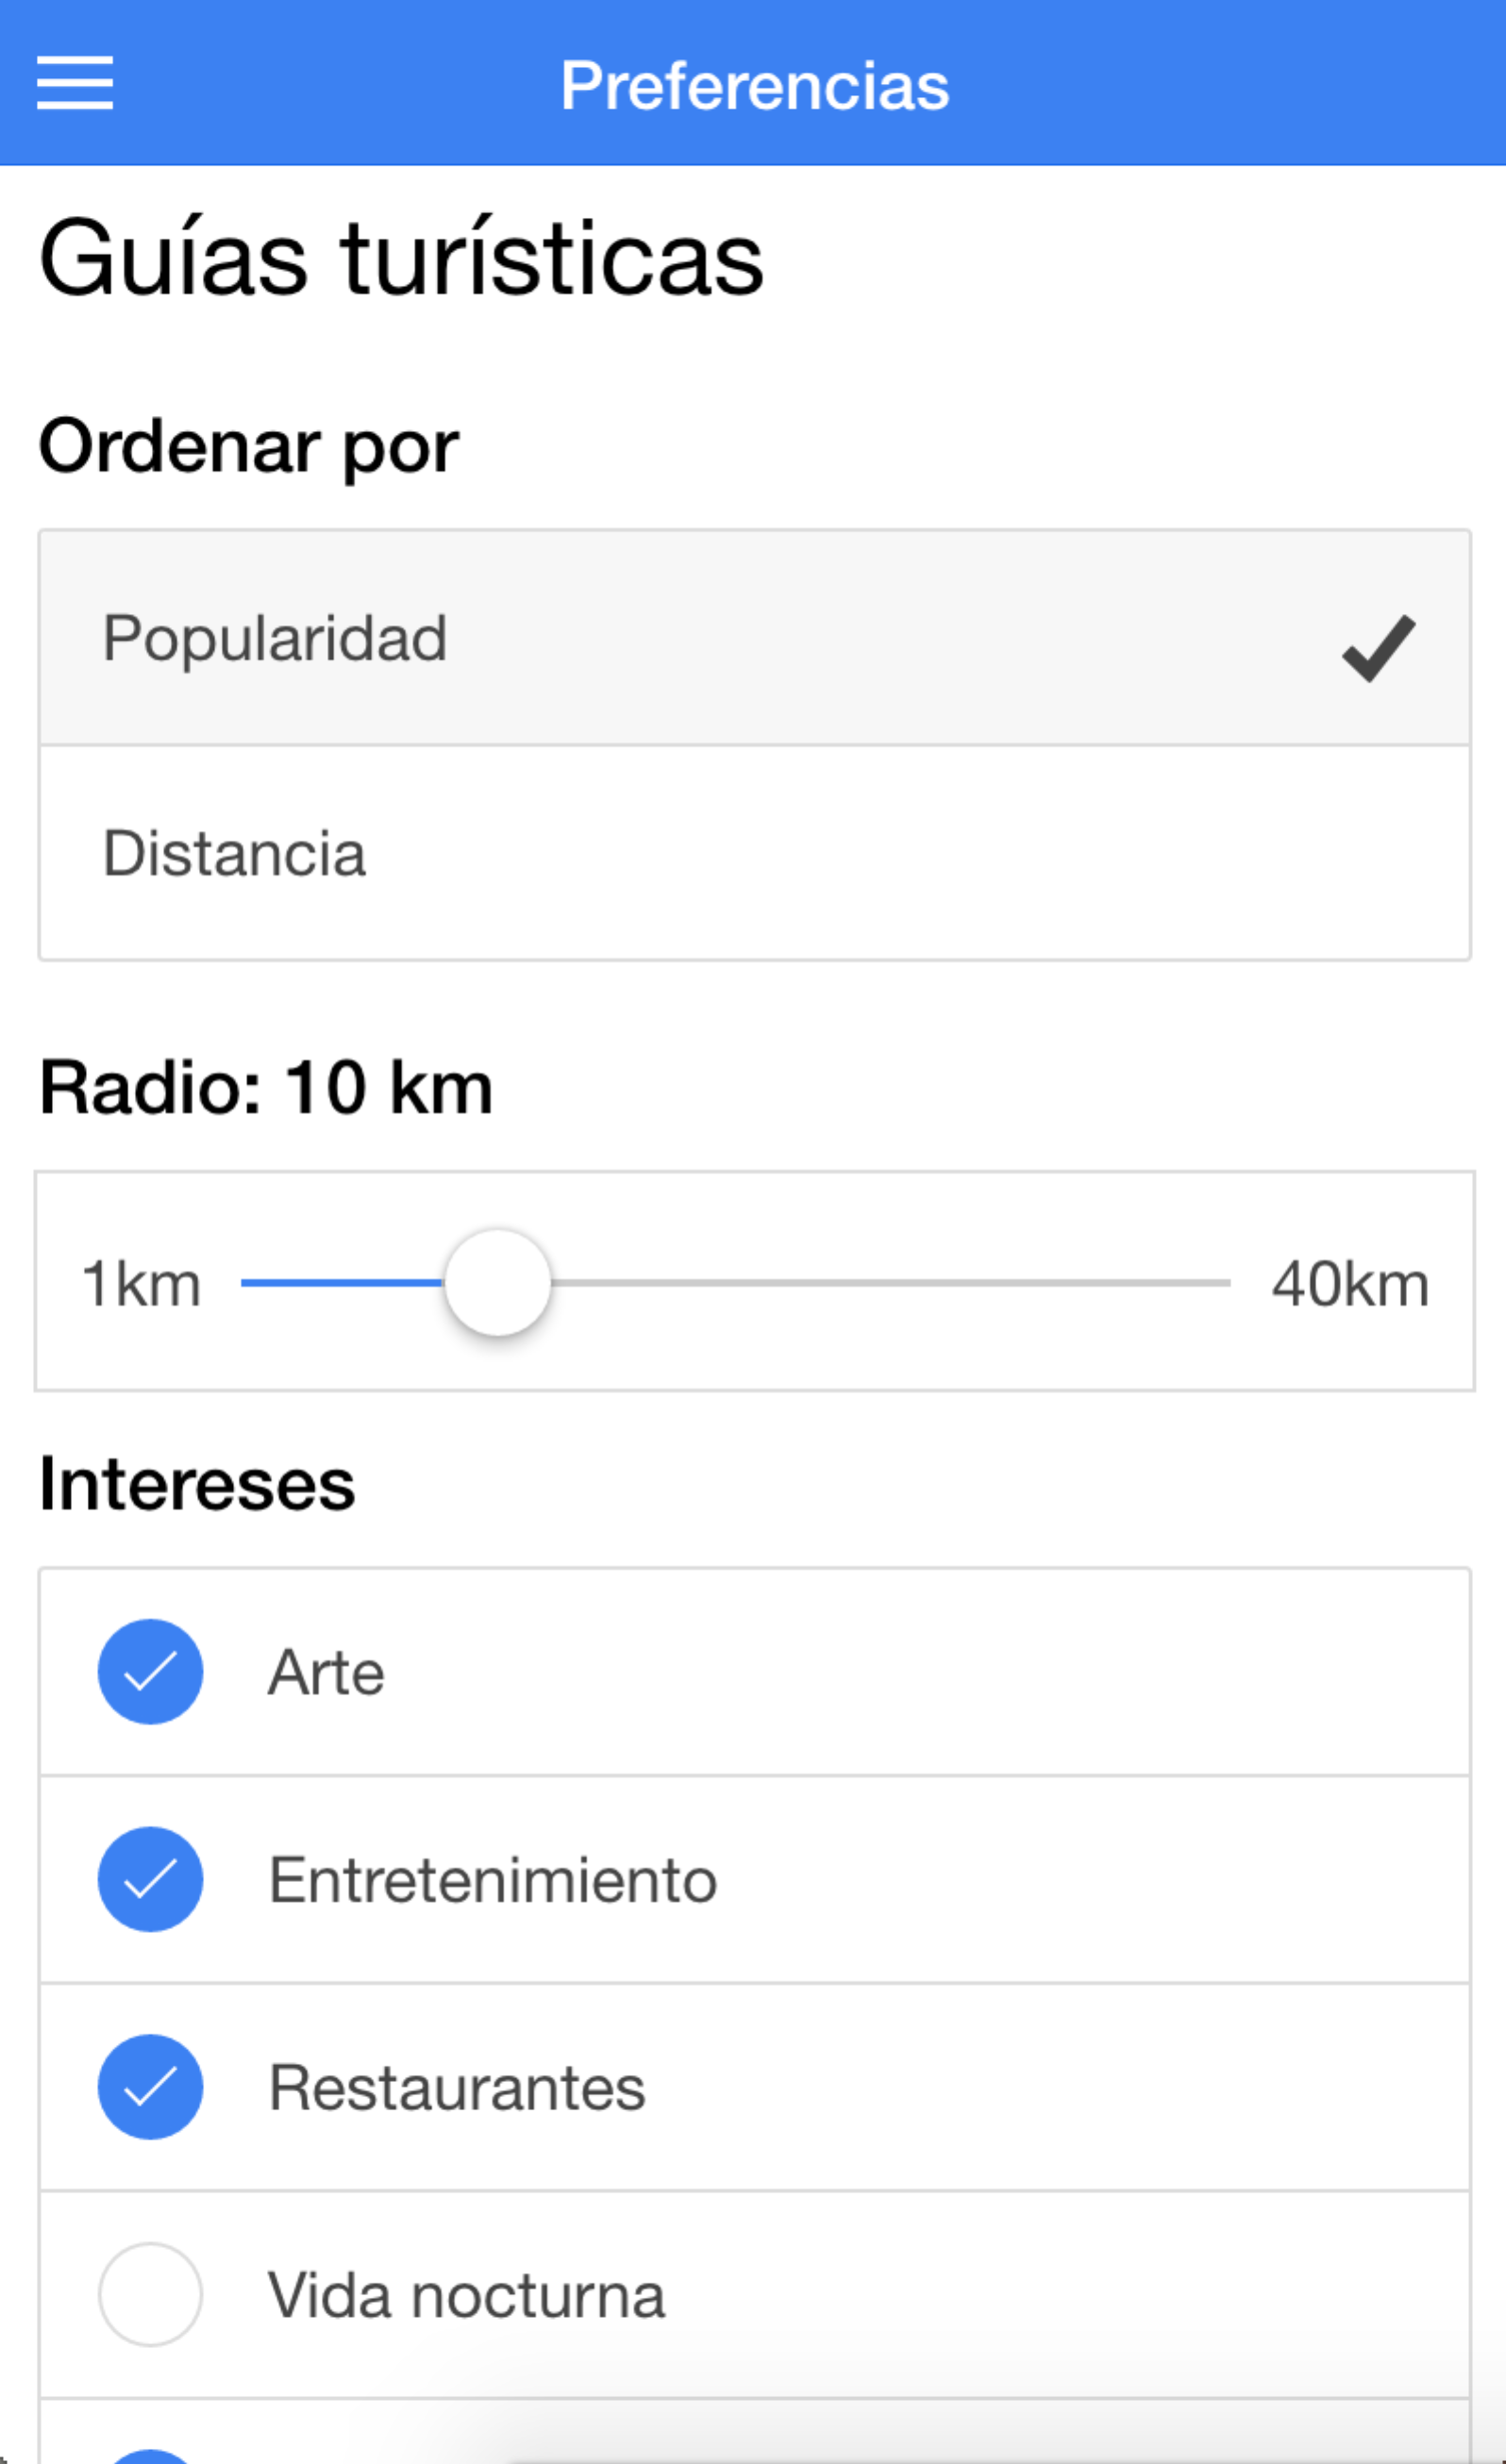 Preferencias
Guías turísticas
Ordenar por
Popularidad
Distancia
Radio: 10 km
1km 40km
Intereses
Arte
Entretenimiento
Restaurantes
Vida nocturna